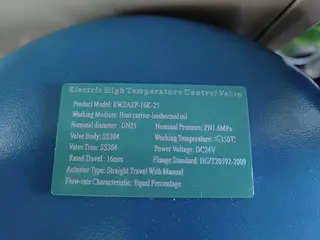 Electric High Temperature Control Valve
Product Model: RWZAZP-16K-25
Working Medium: Heat carrier-isothermal oil
Nominal diameter: DN25 Nominal Pressure: PN1.6MPa
Valve Body: SS304 Working Temperature: ≤350℃
Valve Trim: SS304 Power Voltage: DC24V
Rated Travel: 16mm Flange Standard: HG/T20592-2009
Actuator Type: Straight Travel With Manual
Flow-rate Characteristic: Equal Percentage